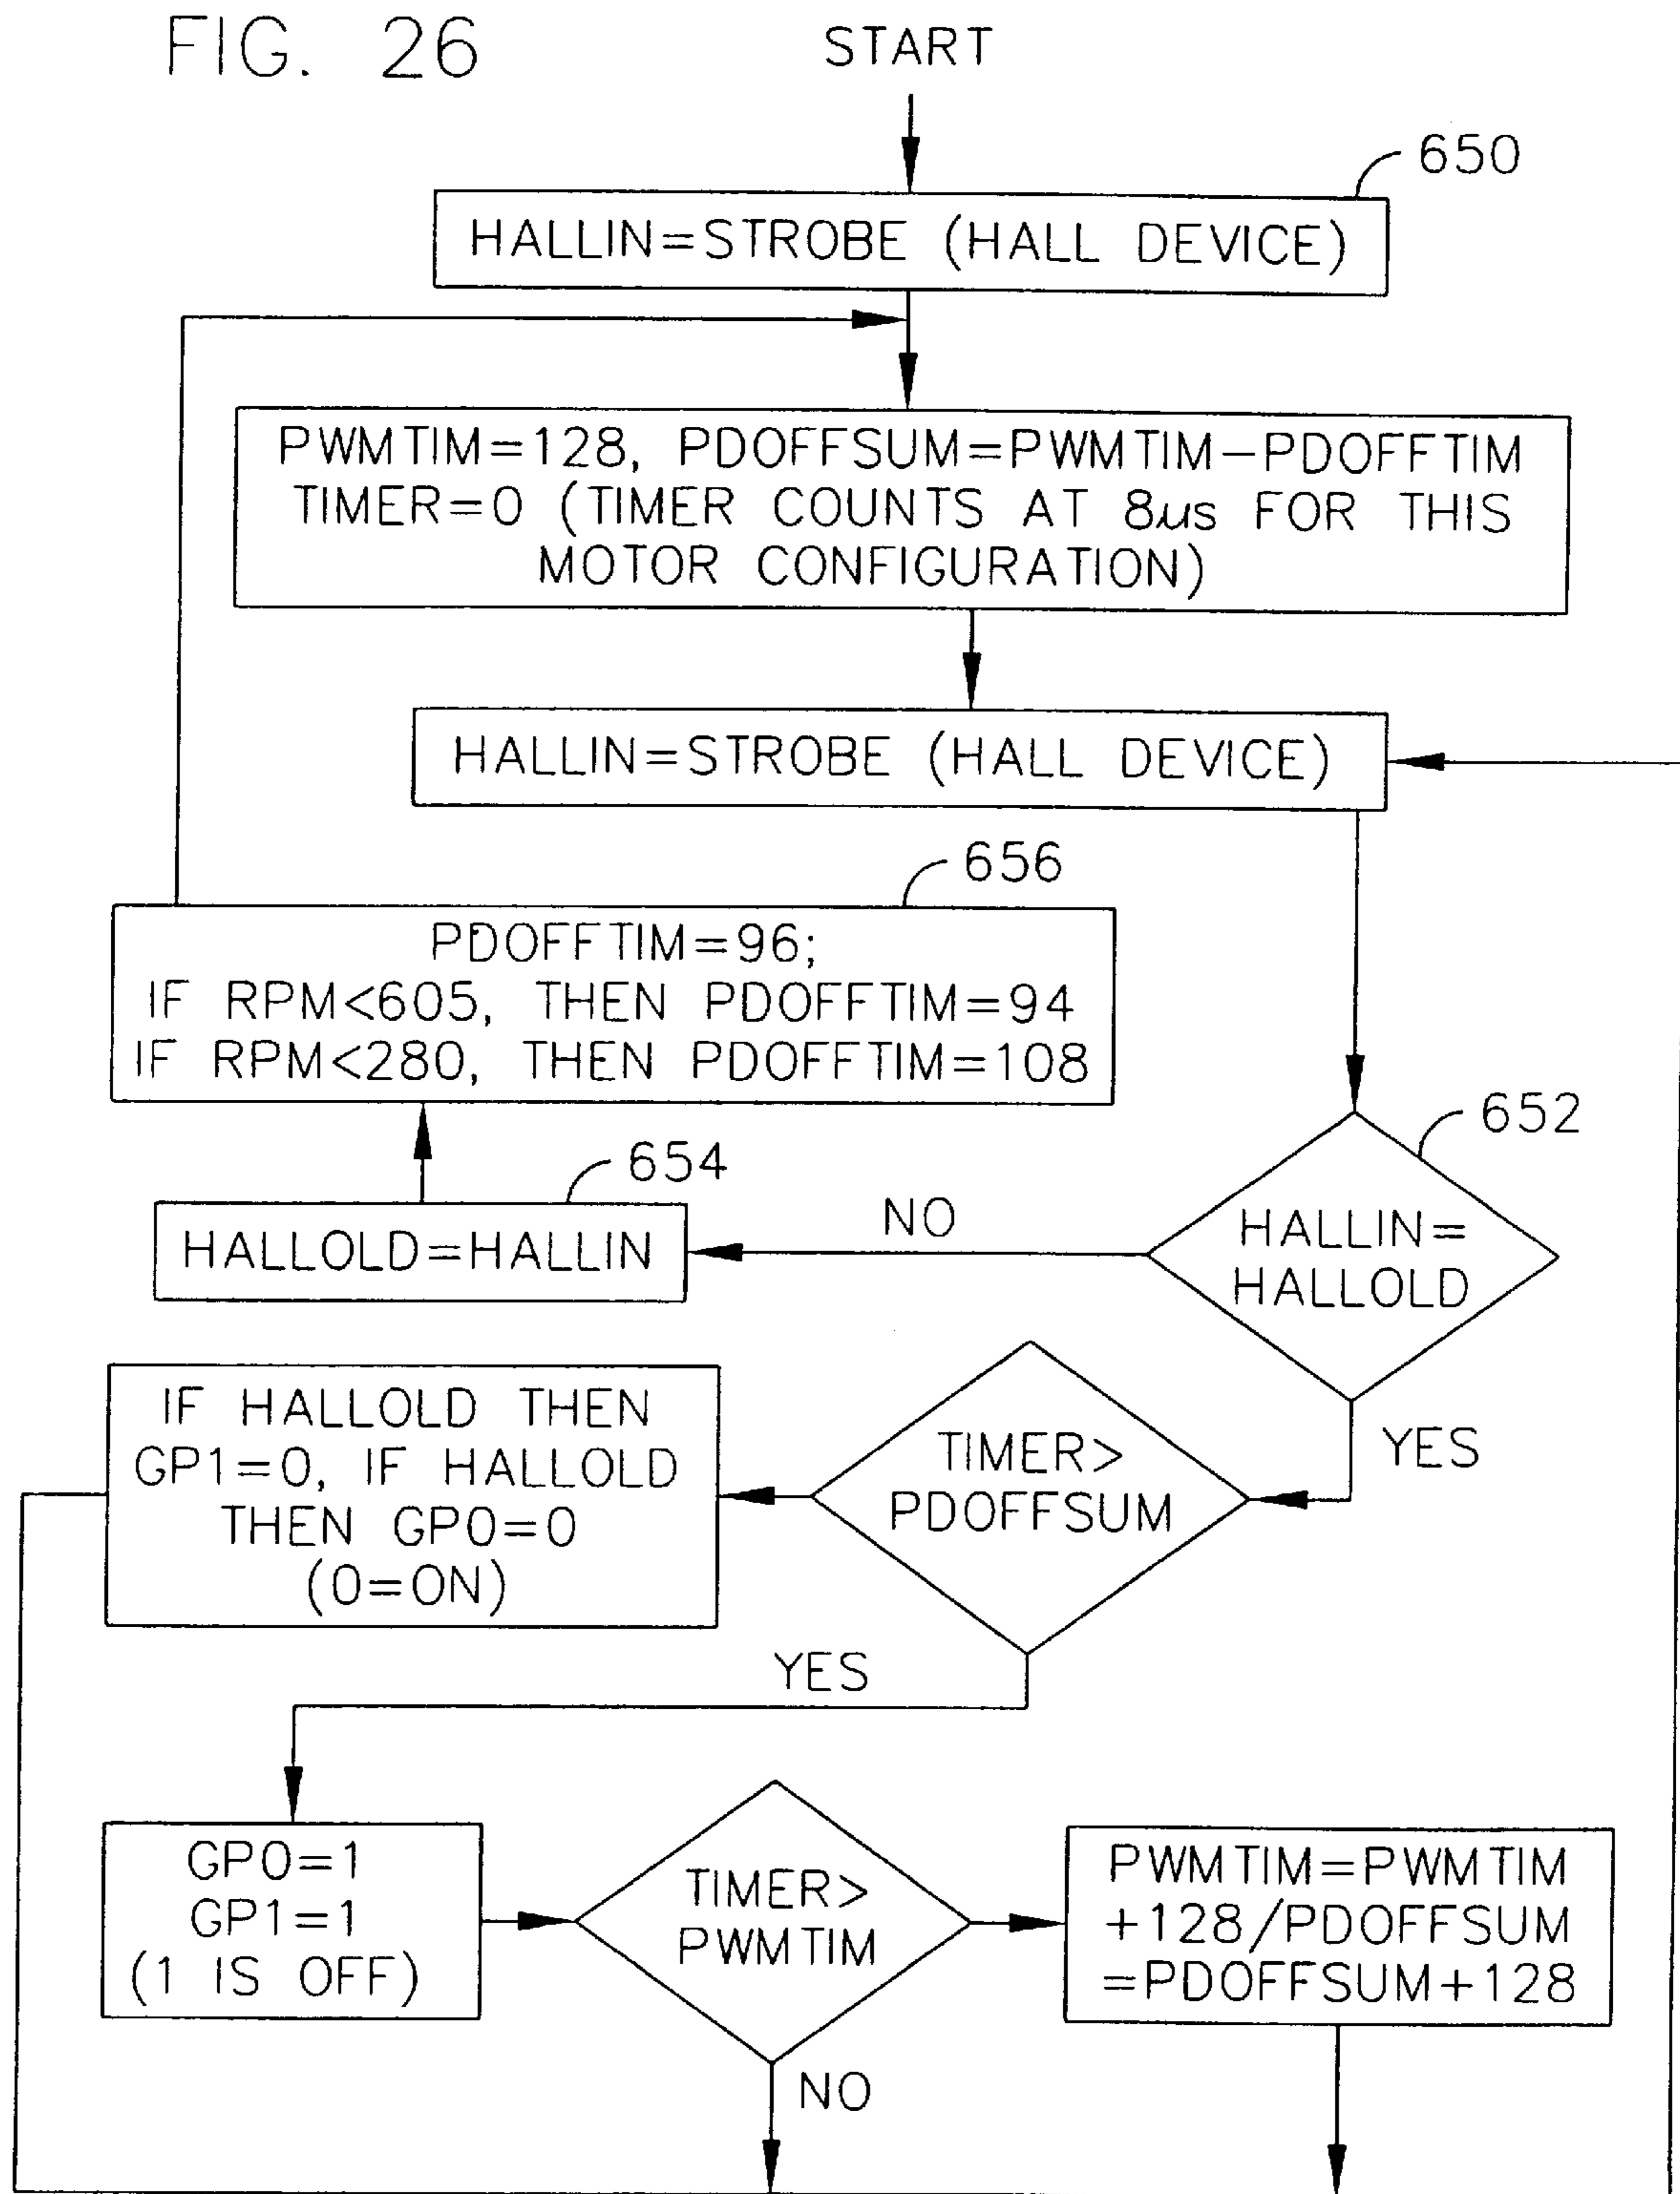 FIG. 26
START
650
HALLIN=STROBE (HALL DEVICE)
PWMTIM=128, PDOFFSUM=PWMTIM-PDOFFTIM
TIMER=0 (TIMER COUNTS AT 8µs FOR THIS
MOTOR CONFIGURATION)
HALLIN=STROBE (HALL DEVICE)
656
PDOFFTIM=96;
IF RPM<605, THEN PDOFFTIM=94
IF RPM<280, THEN PDOFFTIM=108
652
654
HALLOLD=HALLIN
NO
HALLIN=
HALLOLD
YES
IF HALLOLD THEN
GP1=0, IF HALLOLD
THEN GP0=0
(0=ON)
TIMER>
PDOFFSUM
YES
GP0=1
GP1=1
(1 IS OFF)
TIMER>
PWMTIM
NO
PWMTIM=PWMTIM
+128/PDOFFSUM
=PDOFFSUM+128